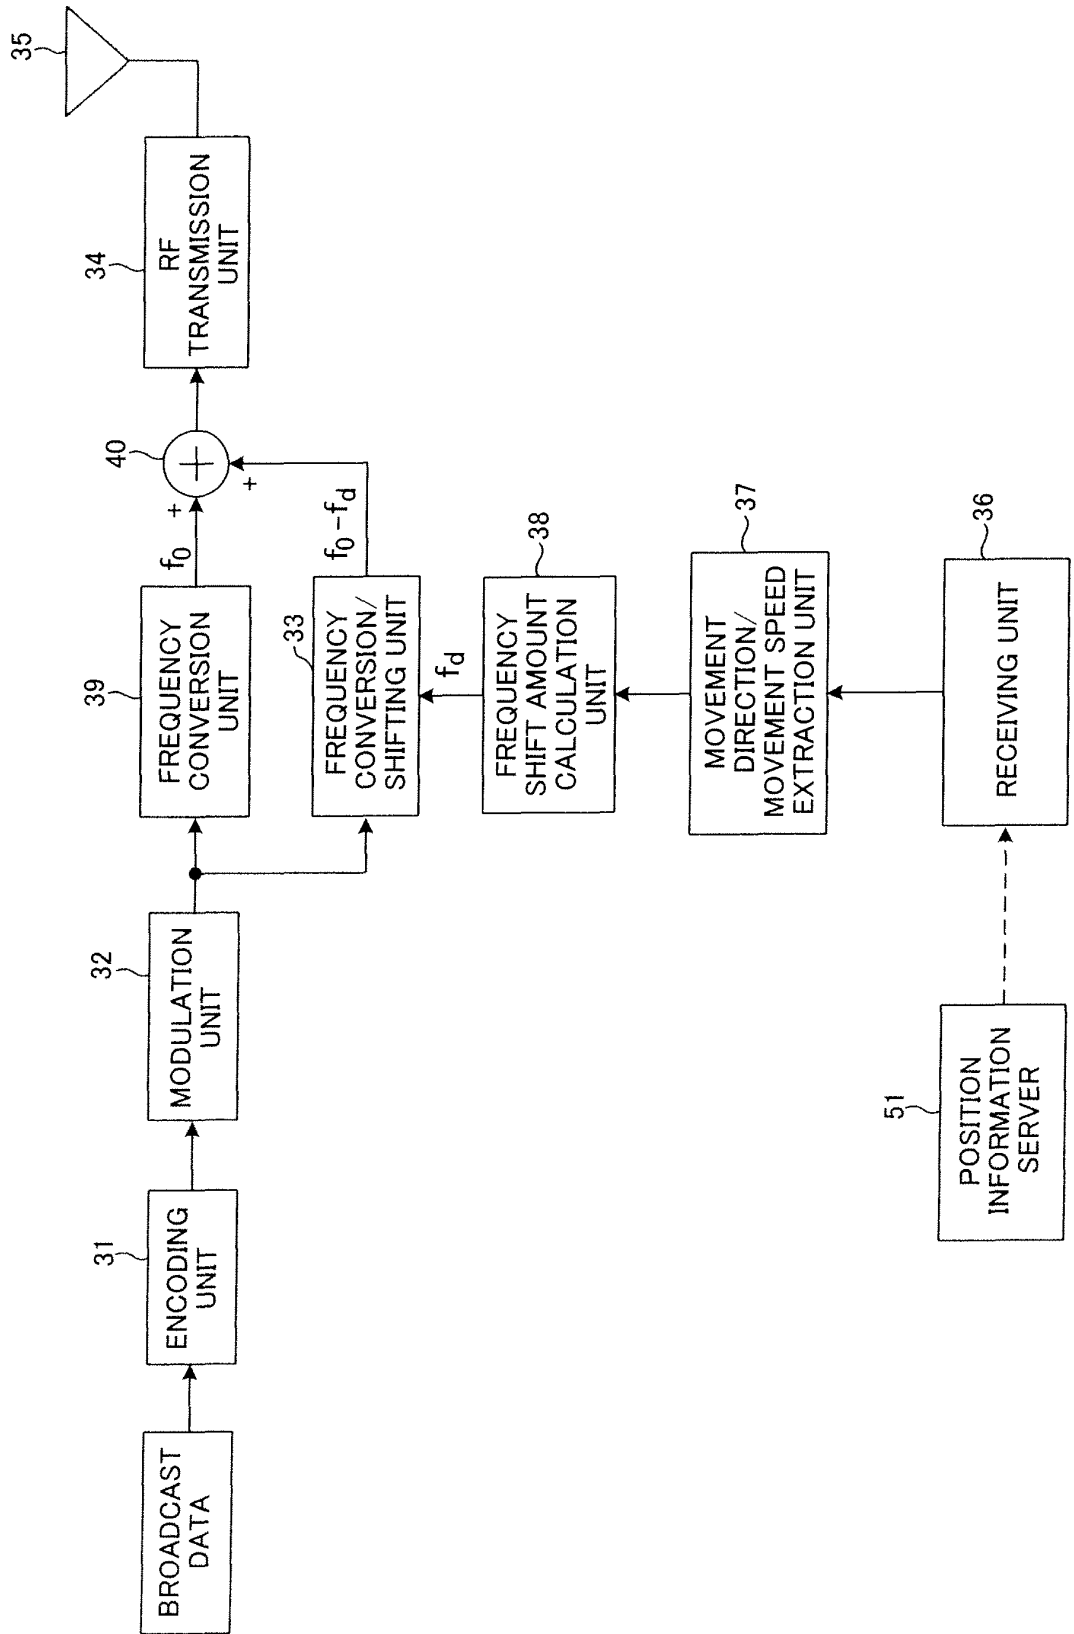 BROADCAST
DATA
31
ENCODING
UNIT
32
MODULATION
UNIT
39
FREQUENCY
CONVERSION
UNIT
f0
+
40
+
34
RF
TRANSMISSION
UNIT
35
33
FREQUENCY
CONVERSION/
SHIFTING UNIT
f0-fd
fd
38
FREQUENCY
SHIFT AMOUNT
CALCULATION
UNIT
37
MOVEMENT
DIRECTION/
MOVEMENT SPEED
EXTRACTION UNIT
51
POSITION
INFORMATION
SERVER
36
RECEIVING UNIT